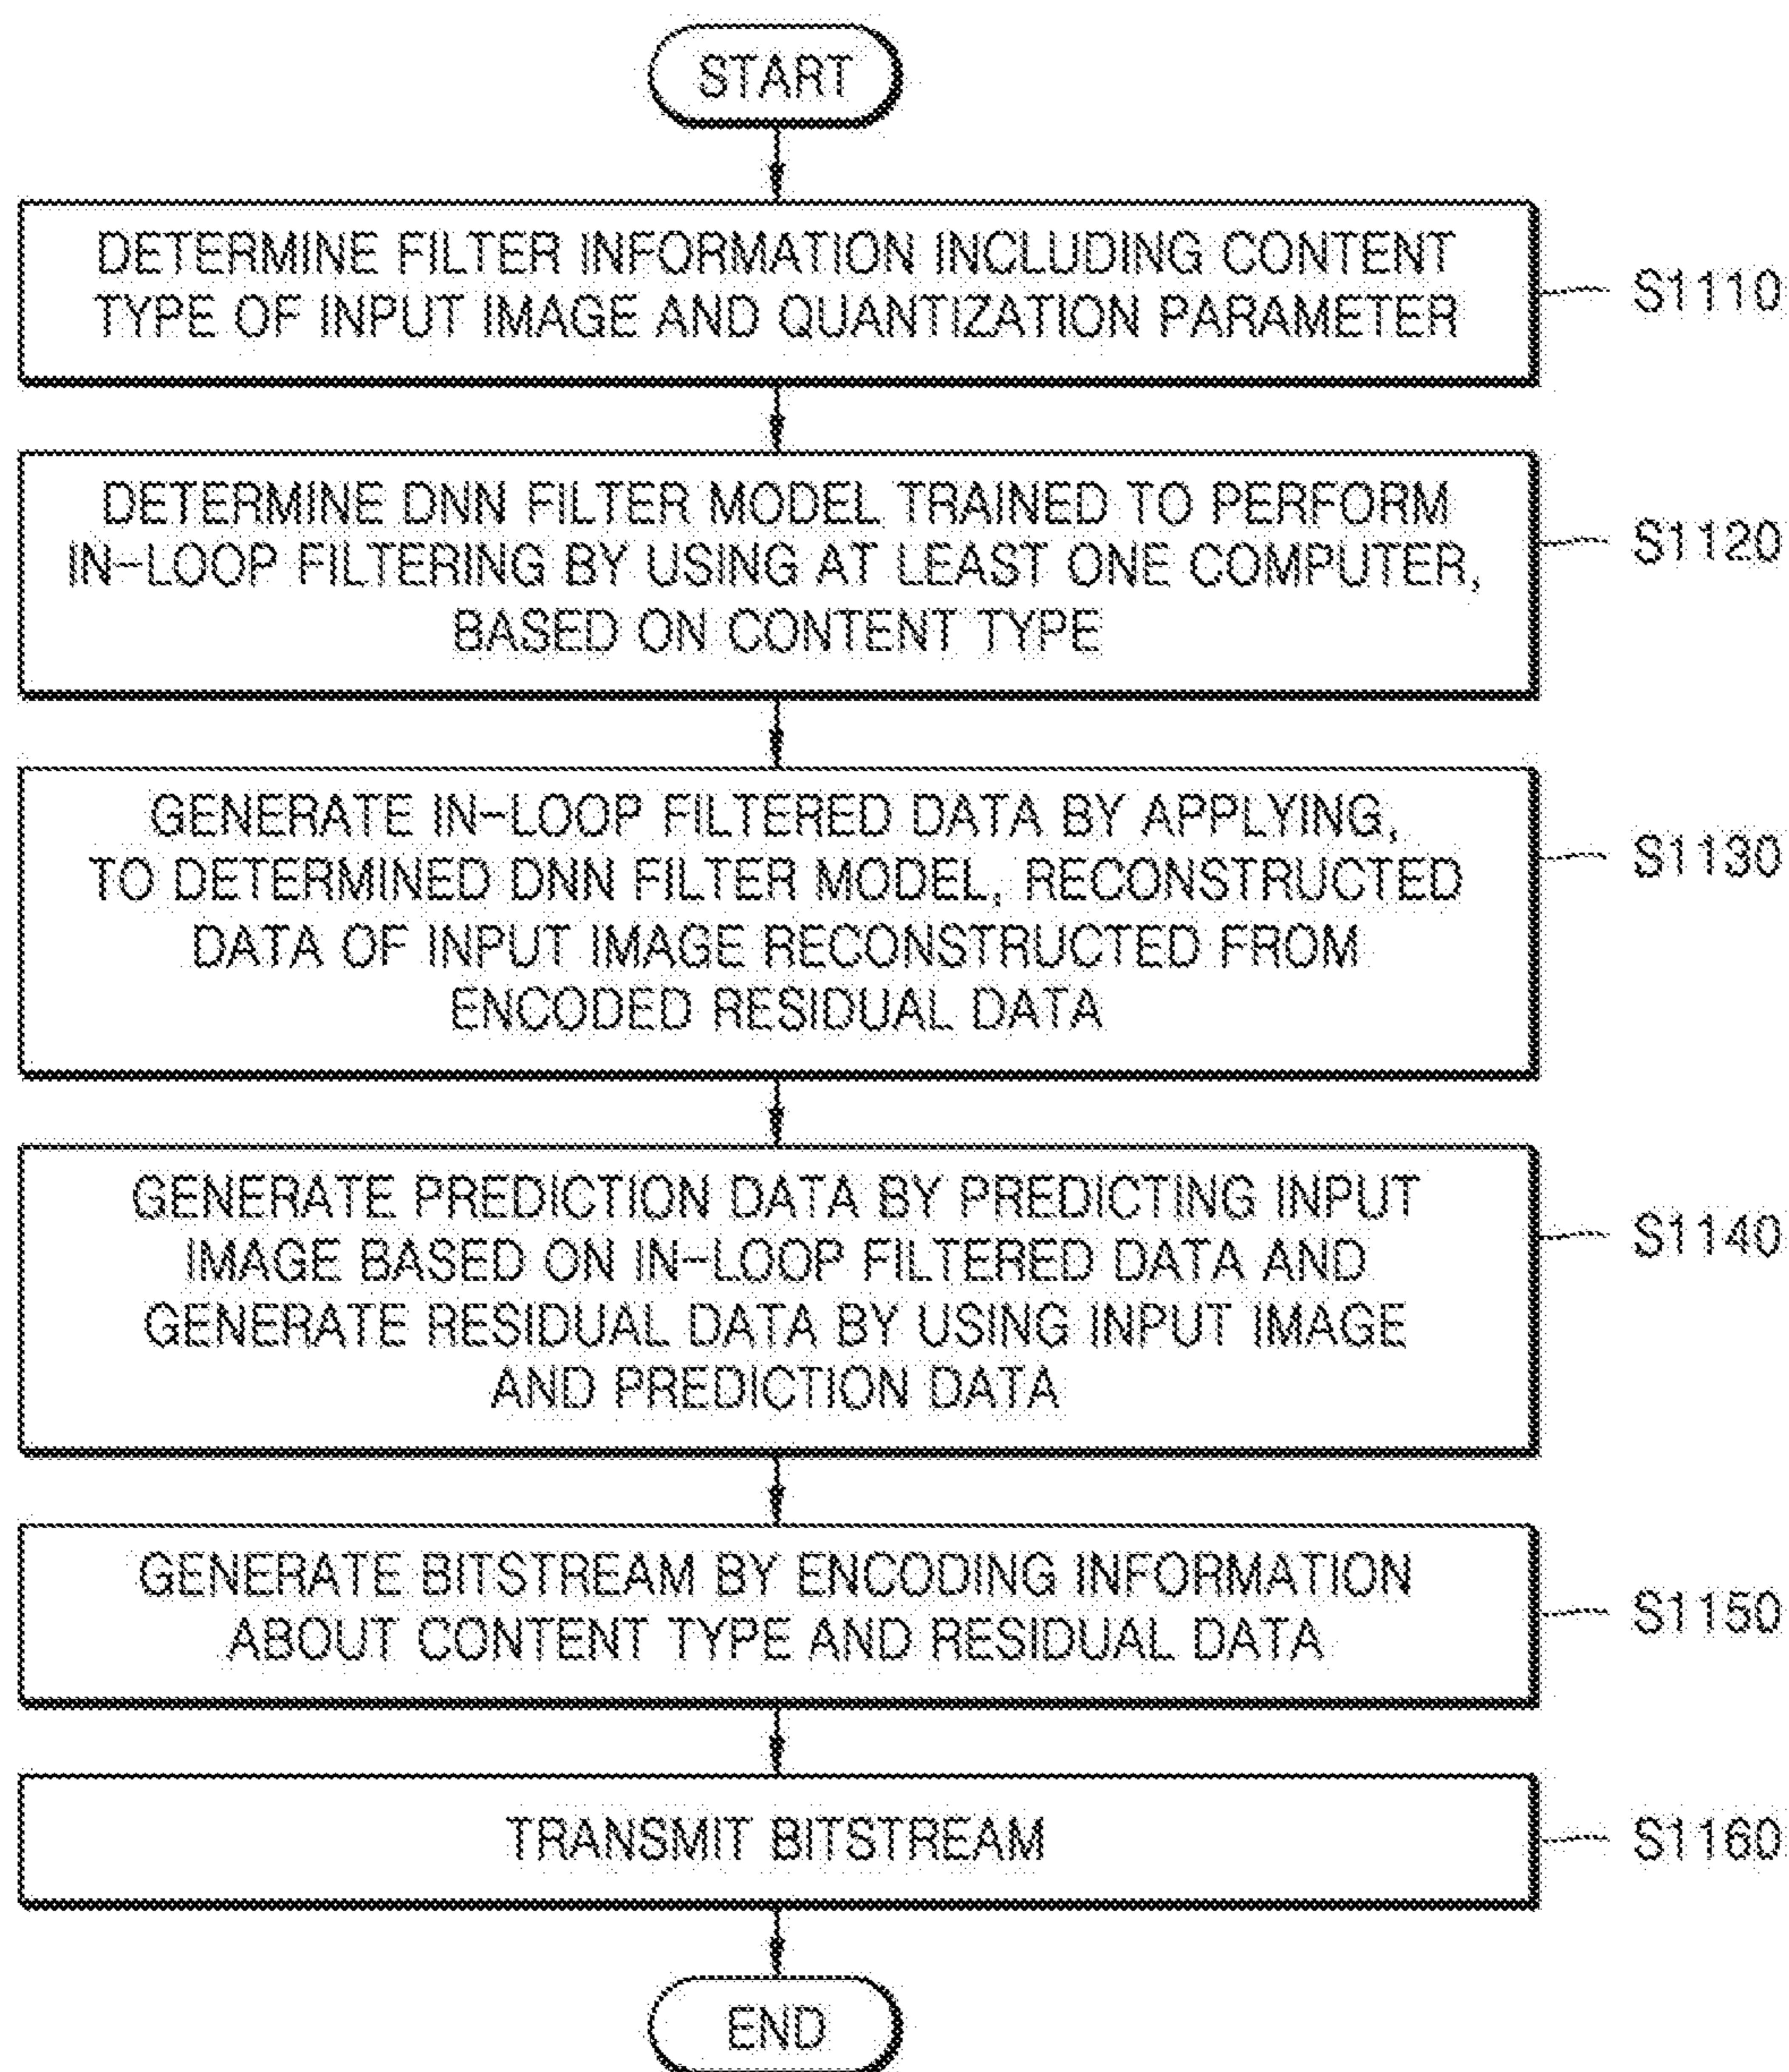 START
DETERMINE FILTER INFORMATION INCLUDING CONTENT
TYPE OF INPUT IMAGE AND QUANTIZATION PARAMETER
S1110
DETERMINE DNN FILTER MODEL TRAINED TO PERFORM
IN-LOOP FILTERING BY USING AT LEAST ONE COMPUTER,
BASED ON CONTENT TYPE
S1120
GENERATE IN-LOOP FILTERED DATA BY APPLYING,
TO DETERMINED DNN FILTER MODEL, RECONSTRUCTED
DATA OF INPUT IMAGE RECONSTRUCTED FROM
ENCODED RESIDUAL DATA
S1130
GENERATE PREDICTION DATA BY PREDICTING INPUT
IMAGE BASED ON IN-LOOP FILTERED DATA AND
GENERATE RESIDUAL DATA BY USING INPUT IMAGE
AND PREDICTION DATA
S1140
GENERATE BITSTREAM BY ENCODING INFORMATION
ABOUT CONTENT TYPE AND RESIDUAL DATA
S1150
TRANSMIT BITSTREAM
S1160
END